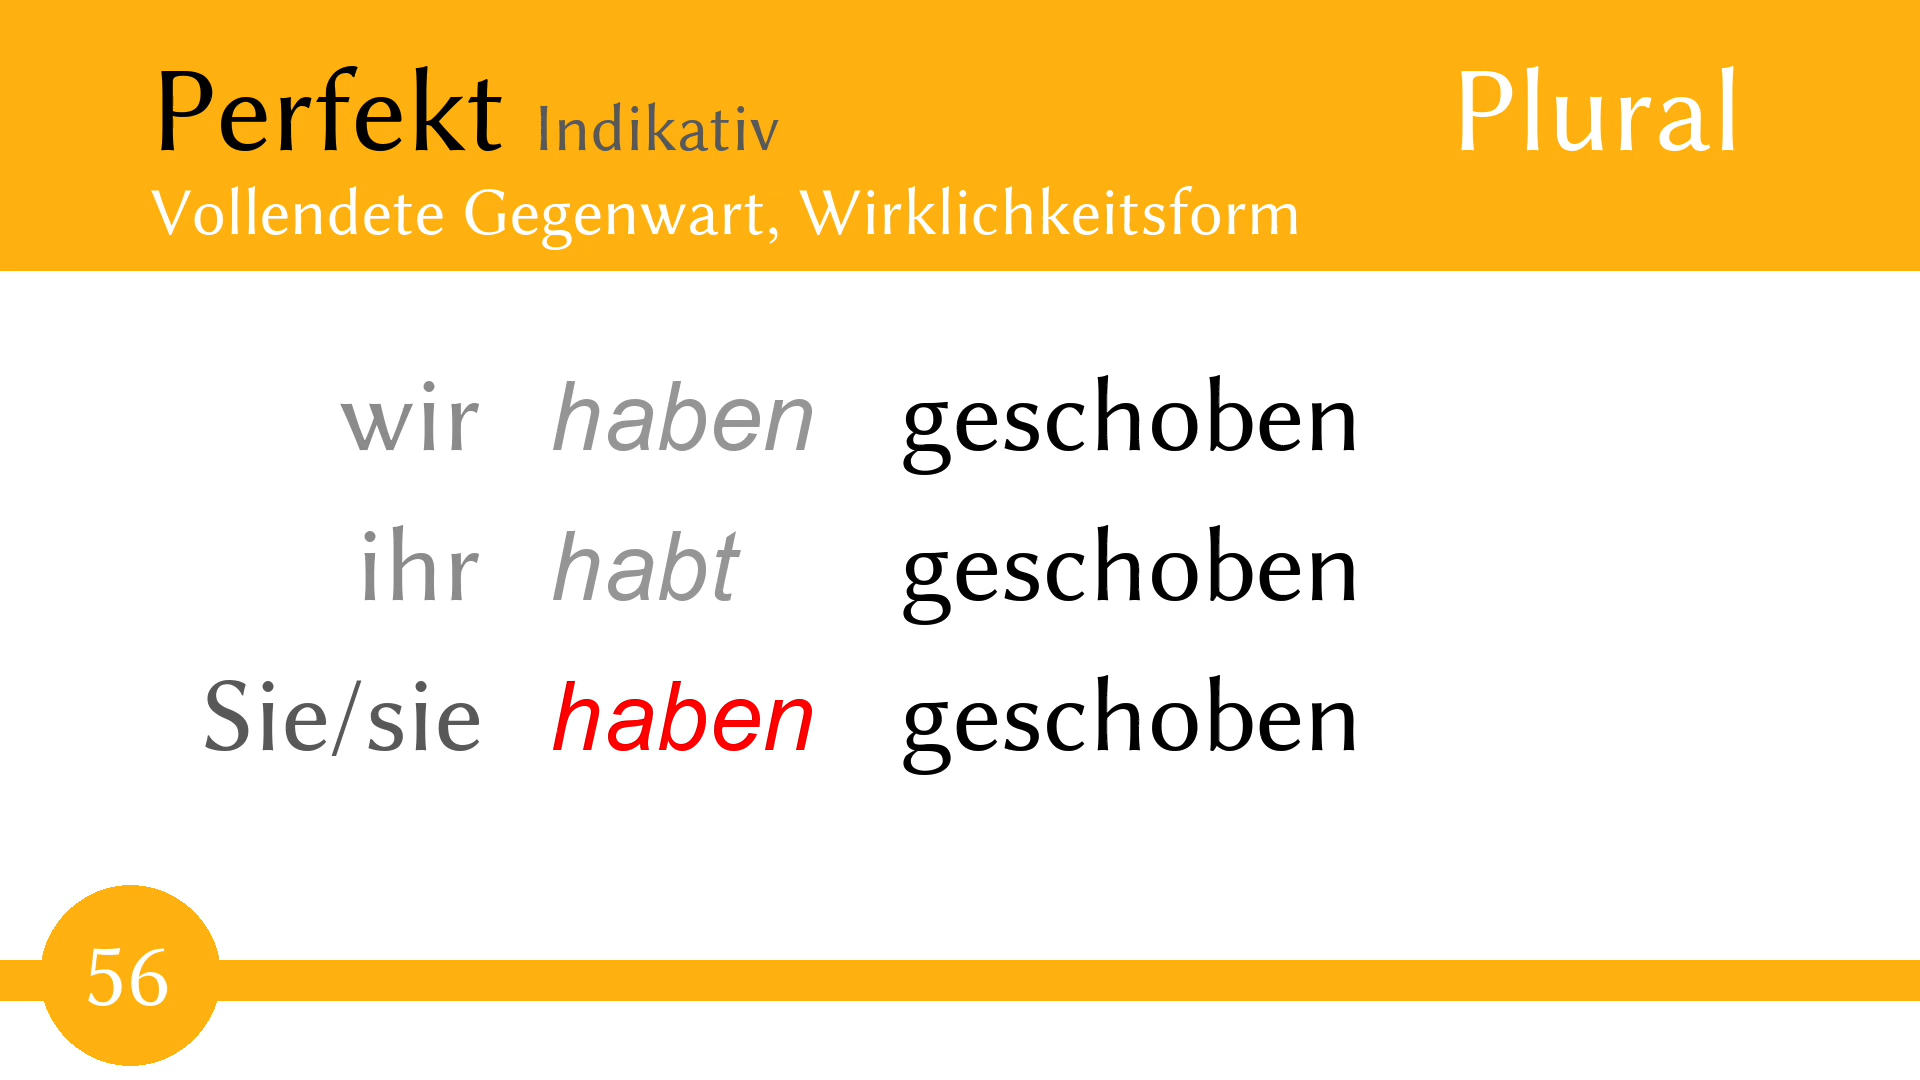 Perfekt Indikativ Plural
Vollendete Gegenwart, Wirklichkeitsform
wir haben geschoben
ihr habt geschoben
Sie/sie haben geschoben
56